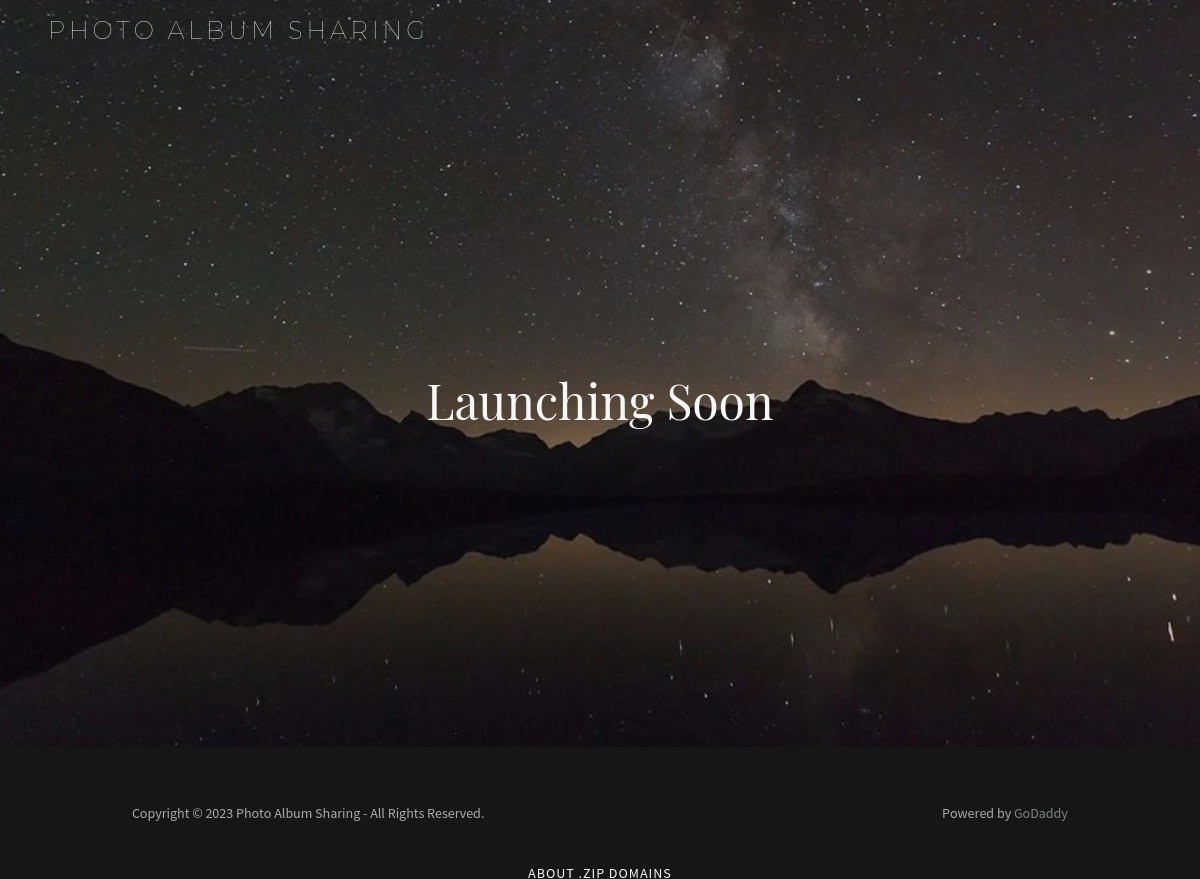 PHOTO ALBUM SHARING
Launching Soon
Copyright © 2023 Photo Album Sharing - All Rights Reserved.
Powered by GoDaddy
ABOUT .ZIP DOMAINS